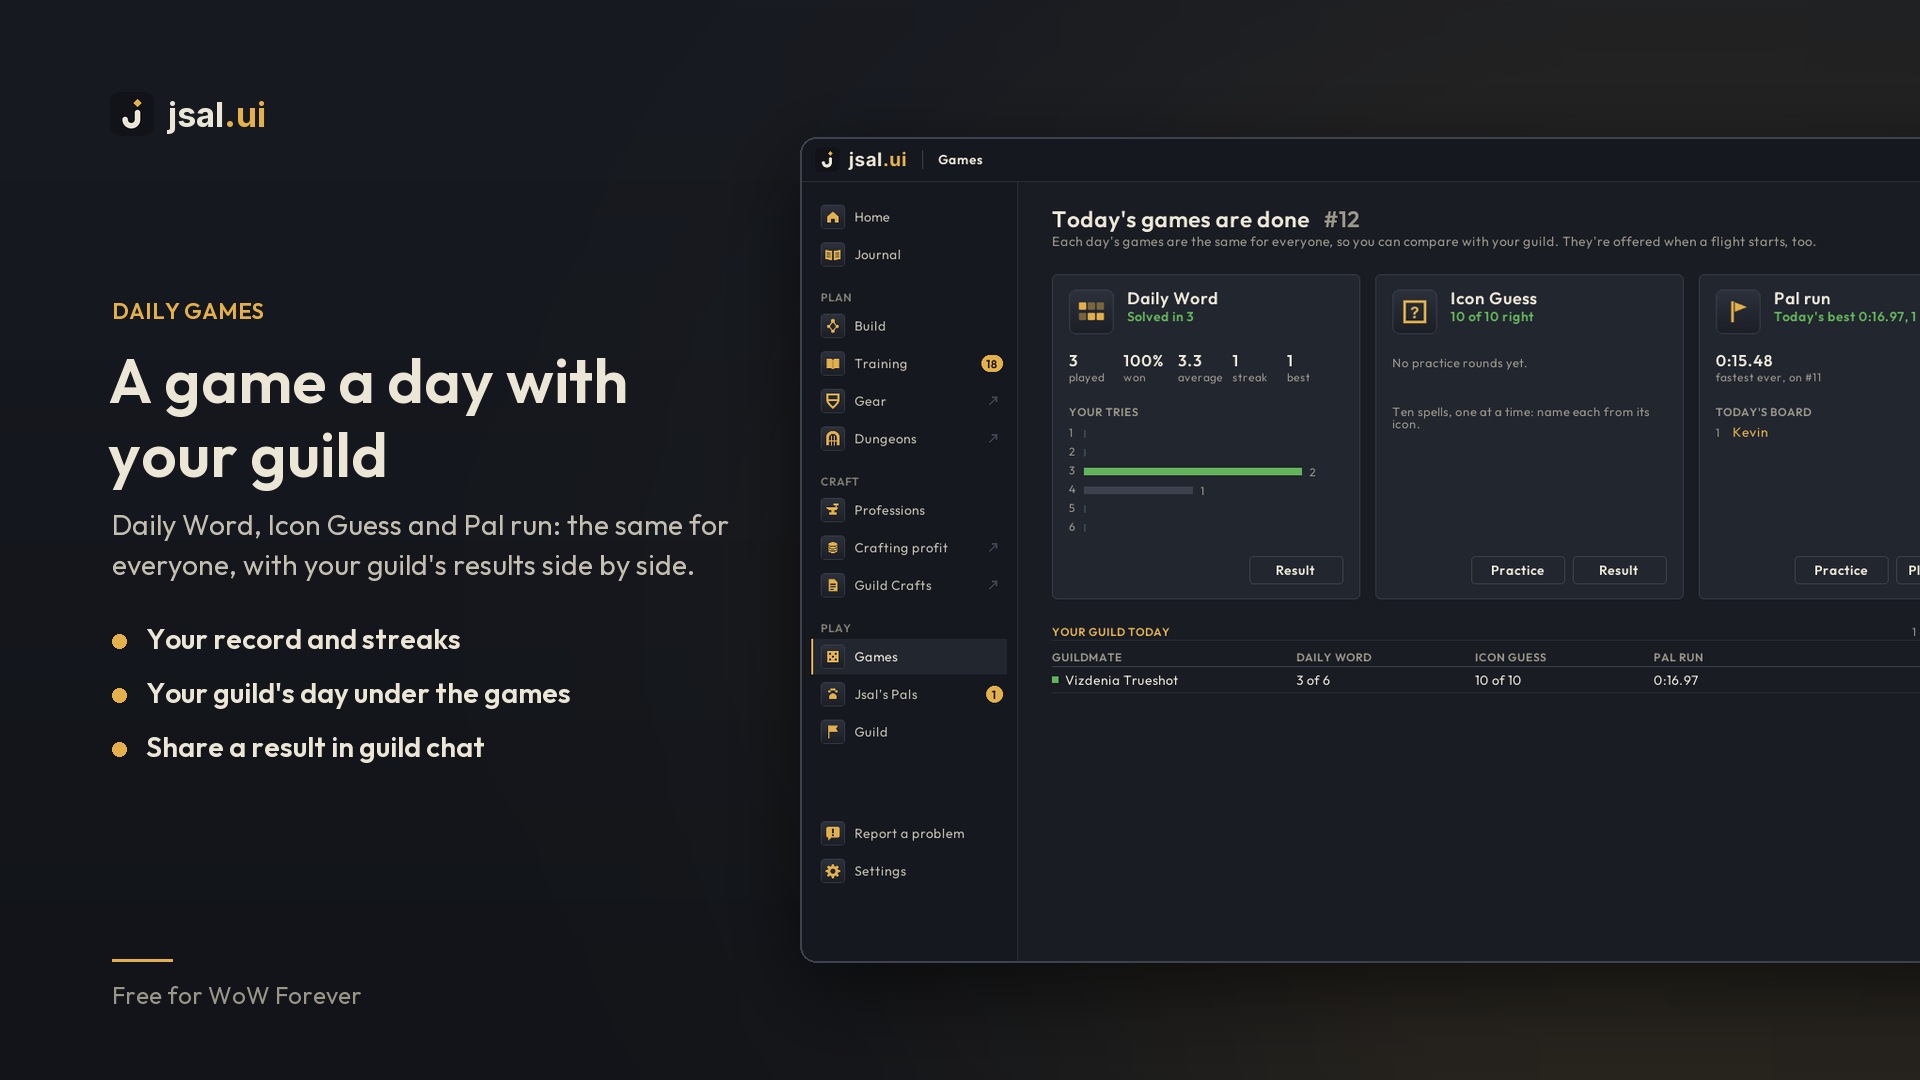 jsal.ui
DAILY GAMES
A game a day with
your guild
Daily Word, Icon Guess and Pal run: the same for
everyone, with your guild's results side by side.
Your record and streaks
Your guild's day under the games
Share a result in guild chat
Free for WoW Forever
jsal.ui Games
Home
Journal
PLAN
Build
Training 18
Gear
Dungeons
CRAFT
Professions
Crafting profit
Guild Crafts
PLAY
Games
Jsal's Pals 1
Guild
Report a problem
Settings
Today's games are done #12
Each day's games are the same for everyone, so you can compare with your guild. They're offered when a flight starts, too.
Daily Word
Solved in 3
3 100% 3.3 1 1
played won average streak best
YOUR TRIES
1
2
3 2
4 1
5
6
Result
Icon Guess
10 of 10 right
No practice rounds yet.
Ten spells, one at a time: name each from its
icon.
Practice Result
Pal run
Today's best 0:16.97, 1
0:15.48
fastest ever, on #11
TODAY'S BOARD
1 Kevin
Practice Pl
YOUR GUILD TODAY 1
GUILDMATE DAILY WORD ICON GUESS PAL RUN
Vizdenia Trueshot 3 of 6 10 of 10 0:16.97